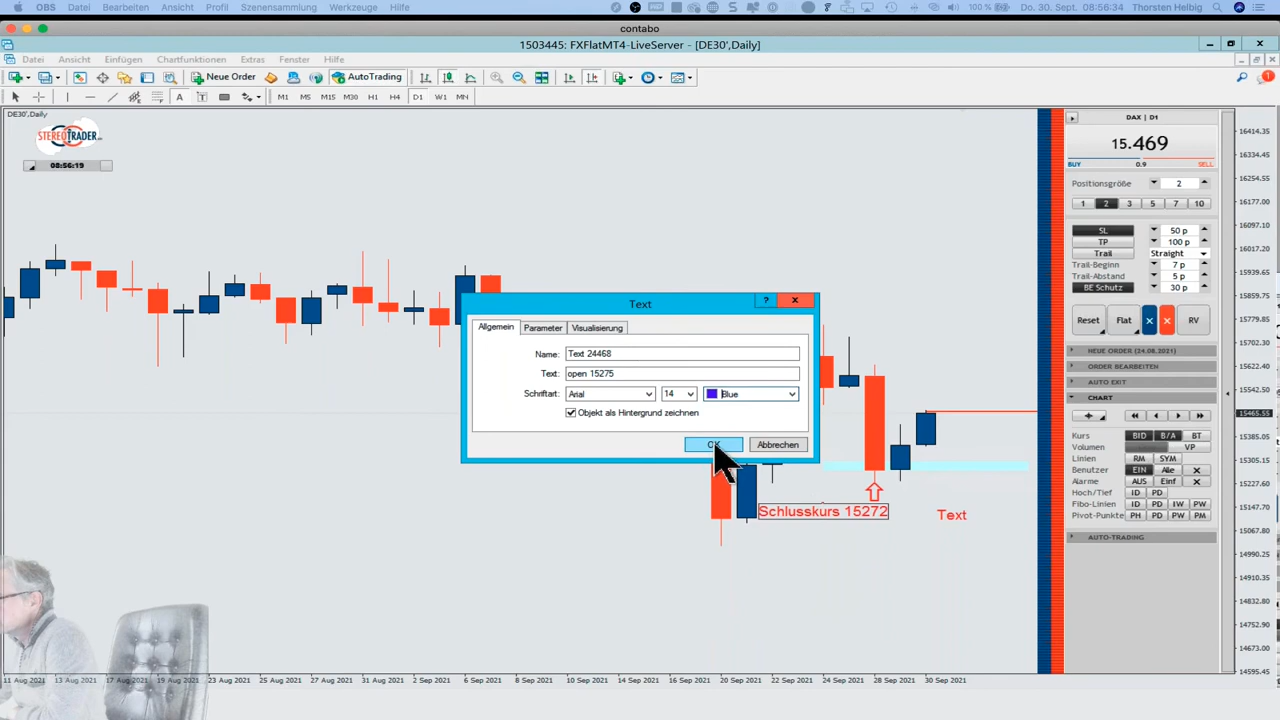 OBS Datei Bearbeiten Ansicht Profil Szenensammlung Werkzeuge Hilfe 100 % Do. 30. Sept. 08:56:34 Thorsten Helbig
contabo
1503445: FXFlatMT4-LiveServer - [DE30',Daily]
Datei Ansicht Einfügen Chartfunktionen Extras Fenster Hilfe
Neue Order AutoTrading 1
A T M1 M5 M15 M30 H1 H4 D1 W1 MN
DE30',Daily
STEREOTRADER
08:56:19
Text
?
Allgemein Parameter Visualisierung
Name: Text 24468
Text: open 15275
Schriftart: Arial 14 Blue
Objekt als Hintergrund zeichnen
OK Abbrechen
Schlusskurs 15272
Text
DAX | D1
15.469
BUY 0.9 SELL
Positionsgröße 2
1 2 3 5 7 10
SL 50 p
TP 100 p
Trail Straight
Trail-Beginn 7 p
Trail-Abstand 5 p
BE Schutz 30 p
Reset Flat RV
NEUE ORDER (24.08.2021)
ORDER BEARBEITEN
AUTO EXIT
CHART
Kurs BID B/A BT
Volumen VP
Linien RM SYM
Benutzer EIN Alle
Alarme AUS Einf
Hoch/Tief ID PD
Fibo-Linien ID PD IW PW
Pivot-Punkte PH PD PW PM
AUTO-TRADING
16414.35
16254.55
16177.00
16097.10
16017.20
15939.65
15859.75
15779.85
15702.30
15622.40
15542.50
15465.55
15385.05
15305.15
15227.60
15147.70
15067.80
14990.25
14910.35
14832.80
14752.90
14673.00
14595.45
11 Aug 2021 13 Aug 2021 17 Aug 2021 19 Aug 2021 23 Aug 2021 25 Aug 2021 27 Aug 2021 31 Aug 2021 2 Sep 2021 6 Sep 2021 8 Sep 2021 10 Sep 2021 14 Sep 2021 16 Sep 2021 20 Sep 2021 22 Sep 2021 24 Sep 2021 28 Sep 2021 30 Sep 2021